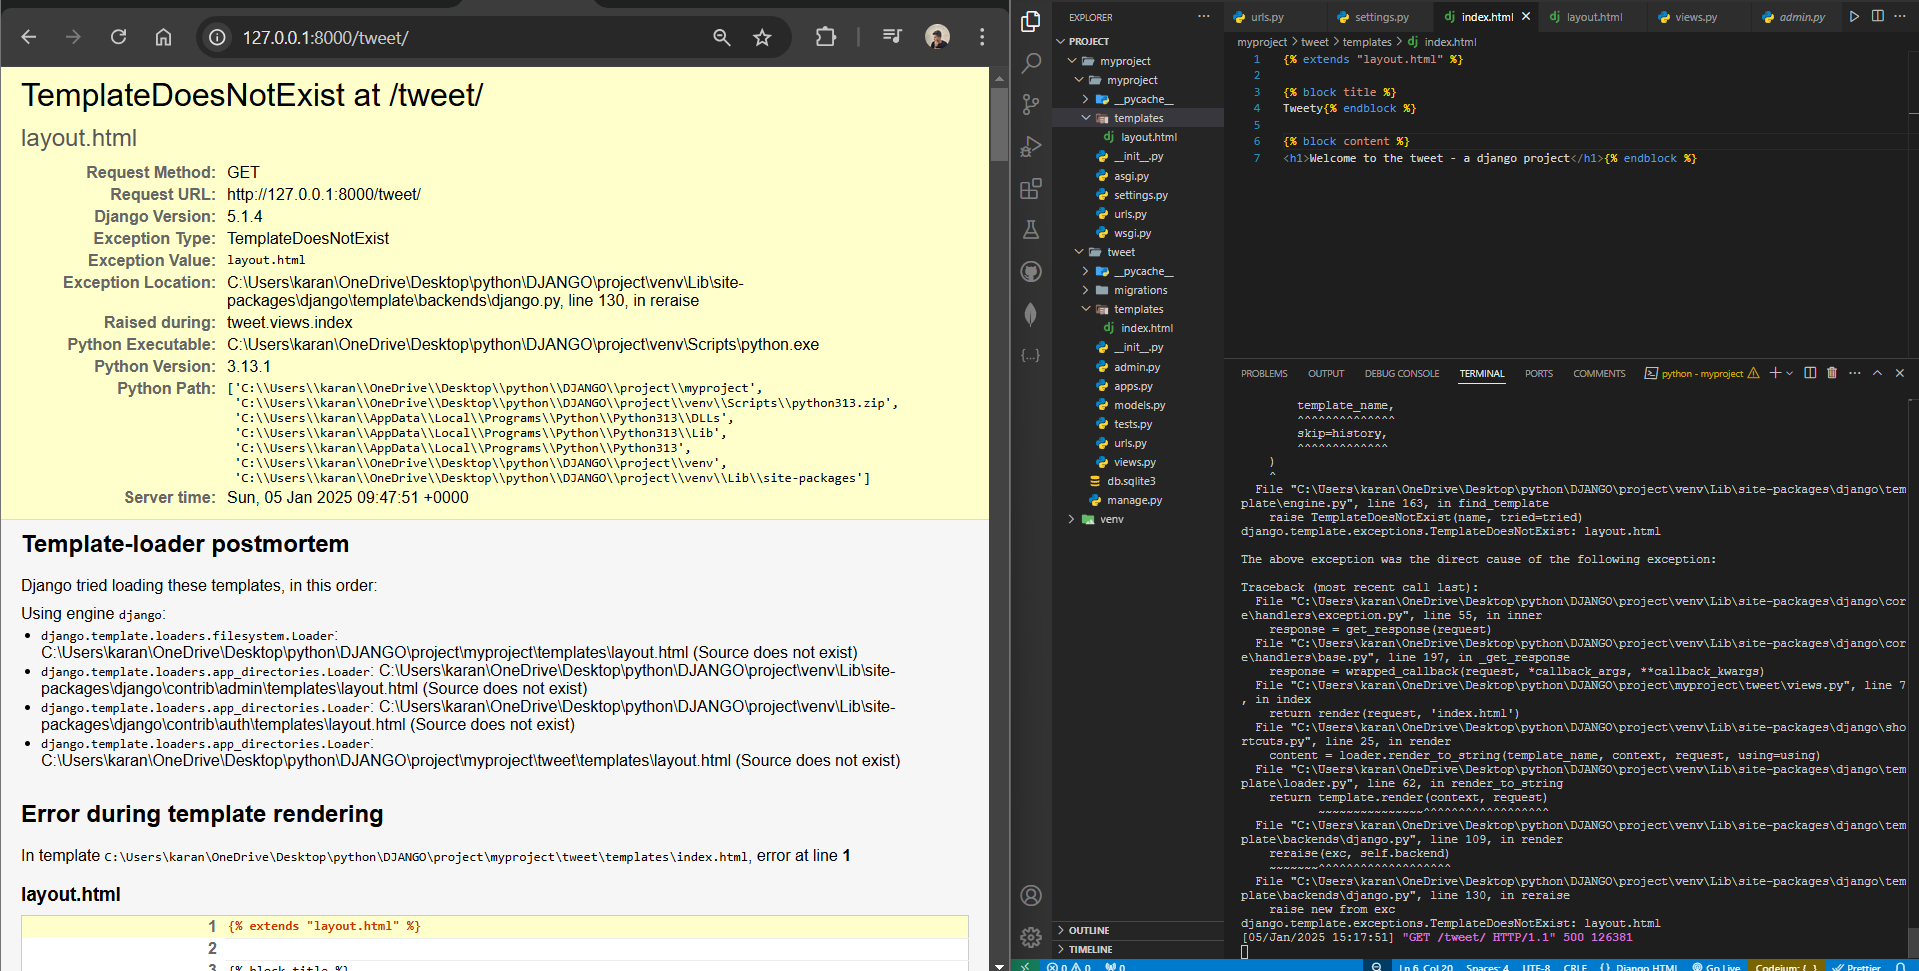 127.0.0.1:8000/tweet/
TemplateDoesNotExist at /tweet/
layout.html
Request Method: GET
Request URL: http://127.0.0.1:8000/tweet/
Django Version: 5.1.4
Exception Type: TemplateDoesNotExist
Exception Value: layout.html
Exception Location: C:\Users\karan\OneDrive\Desktop\python\DJANGO\project\venv\Lib\site-
packages\django\template\backends\django.py, line 130, in reraise
Raised during: tweet.views.index
Python Executable: C:\Users\karan\OneDrive\Desktop\python\DJANGO\project\venv\Scripts\python.exe
Python Version: 3.13.1
Python Path: ['C:\\Users\\karan\\OneDrive\\Desktop\\python\\DJANGO\\project\\myproject',
'C:\\Users\\karan\\OneDrive\\Desktop\\python\\DJANGO\\project\\venv\\Scripts\\python313.zip',
'C:\\Users\\karan\\AppData\\Local\\Programs\\Python\\Python313\\DLLs',
'C:\\Users\\karan\\AppData\\Local\\Programs\\Python\\Python313\\Lib',
'C:\\Users\\karan\\AppData\\Local\\Programs\\Python\\Python313',
'C:\\Users\\karan\\OneDrive\\Desktop\\python\\DJANGO\\project\\venv',
'C:\\Users\\karan\\OneDrive\\Desktop\\python\\DJANGO\\project\\venv\\Lib\\site-packages']
Server time: Sun, 05 Jan 2025 09:47:51 +0000
Template-loader postmortem
Django tried loading these templates, in this order:
Using engine django:
• django.template.loaders.filesystem.Loader:
C:\Users\karan\OneDrive\Desktop\python\DJANGO\project\myproject\templates\layout.html (Source does not exist)
• django.template.loaders.app_directories.Loader: C:\Users\karan\OneDrive\Desktop\python\DJANGO\project\venv\Lib\site-
packages\django\contrib\admin\templates\layout.html (Source does not exist)
• django.template.loaders.app_directories.Loader: C:\Users\karan\OneDrive\Desktop\python\DJANGO\project\venv\Lib\site-
packages\django\contrib\auth\templates\layout.html (Source does not exist)
• django.template.loaders.app_directories.Loader:
C:\Users\karan\OneDrive\Desktop\python\DJANGO\project\myproject\tweet\templates\layout.html (Source does not exist)
Error during template rendering
In template C:\Users\karan\OneDrive\Desktop\python\DJANGO\project\myproject\tweet\templates\index.html, error at line 1
layout.html
1 {% extends "layout.html" %}
2
3 {% block title %}
EXPLORER
PROJECT
myproject
myproject
__pycache__
templates
layout.html
__init__.py
asgi.py
settings.py
urls.py
wsgi.py
tweet
__pycache__
migrations
templates
index.html
__init__.py
admin.py
apps.py
models.py
tests.py
urls.py
views.py
db.sqlite3
manage.py
venv
OUTLINE
TIMELINE
urls.py settings.py index.html layout.html views.py admin.py
myproject > tweet > templates > index.html
1 {% extends "layout.html" %}
2
3 {% block title %}
4 Tweety{% endblock %}
5
6 {% block content %}
7 <h1>Welcome to the tweet - a django project</h1>{% endblock %}
PROBLEMS OUTPUT DEBUG CONSOLE TERMINAL PORTS COMMENTS python - myproject
template_name,
^^^^^^^^^^^^^^
skip=history,
^^^^^^^^^^^^^
)
^
File "C:\Users\karan\OneDrive\Desktop\python\DJANGO\project\venv\Lib\site-packages\django\tem
plate\engine.py", line 163, in find_template
raise TemplateDoesNotExist(name, tried=tried)
django.template.exceptions.TemplateDoesNotExist: layout.html
The above exception was the direct cause of the following exception:
Traceback (most recent call last):
File "C:\Users\karan\OneDrive\Desktop\python\DJANGO\project\venv\Lib\site-packages\django\cor
e\handlers\exception.py", line 55, in inner
response = get_response(request)
File "C:\Users\karan\OneDrive\Desktop\python\DJANGO\project\venv\Lib\site-packages\django\cor
e\handlers\base.py", line 197, in _get_response
response = wrapped_callback(request, *callback_args, **callback_kwargs)
File "C:\Users\karan\OneDrive\Desktop\python\DJANGO\project\myproject\tweet\views.py", line 7
, in index
return render(request, 'index.html')
File "C:\Users\karan\OneDrive\Desktop\python\DJANGO\project\venv\Lib\site-packages\django\sho
rtcuts.py", line 25, in render
content = loader.render_to_string(template_name, context, request, using=using)
File "C:\Users\karan\OneDrive\Desktop\python\DJANGO\project\venv\Lib\site-packages\django\tem
plate\loader.py", line 62, in render_to_string
return template.render(context, request)
~~~~~~~~~~~~~~~^^^^^^^^^^^^^^^^^^
File "C:\Users\karan\OneDrive\Desktop\python\DJANGO\project\venv\Lib\site-packages\django\tem
plate\backends\django.py", line 109, in render
reraise(exc, self.backend)
~~~~~~~^^^^^^^^^^^^^^^^^^^
File "C:\Users\karan\OneDrive\Desktop\python\DJANGO\project\venv\Lib\site-packages\django\tem
plate\backends\django.py", line 130, in reraise
raise new from exc
django.template.exceptions.TemplateDoesNotExist: layout.html
[05/Jan/2025 15:17:51] "GET /tweet/ HTTP/1.1" 500 126381
0 0 0 Ln 6, Col 20 Spaces: 4 UTF-8 CRLF Django HTML Go Live Codeium: {..} Prettier